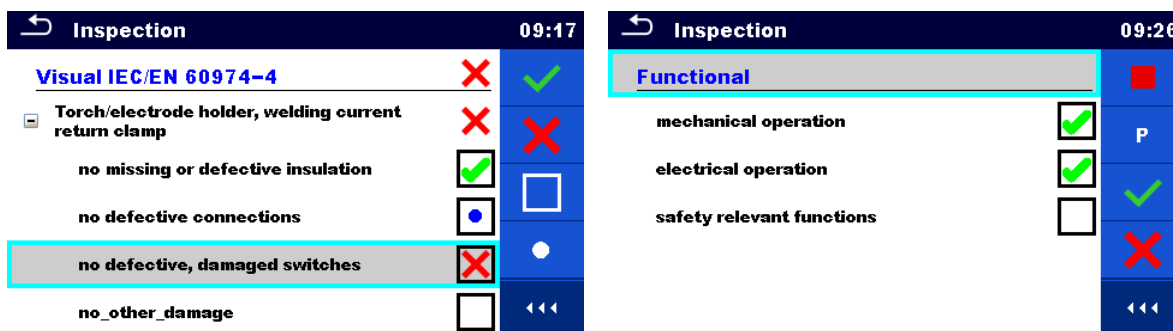 Inspection 09:17
Visual IEC/EN 60974-4
Torch/electrode holder, welding current
return clamp
no missing or defective insulation
no defective connections
no defective, damaged switches
no_other_damage
Inspection 09:26
Functional
mechanical operation
P
electrical operation
safety relevant functions